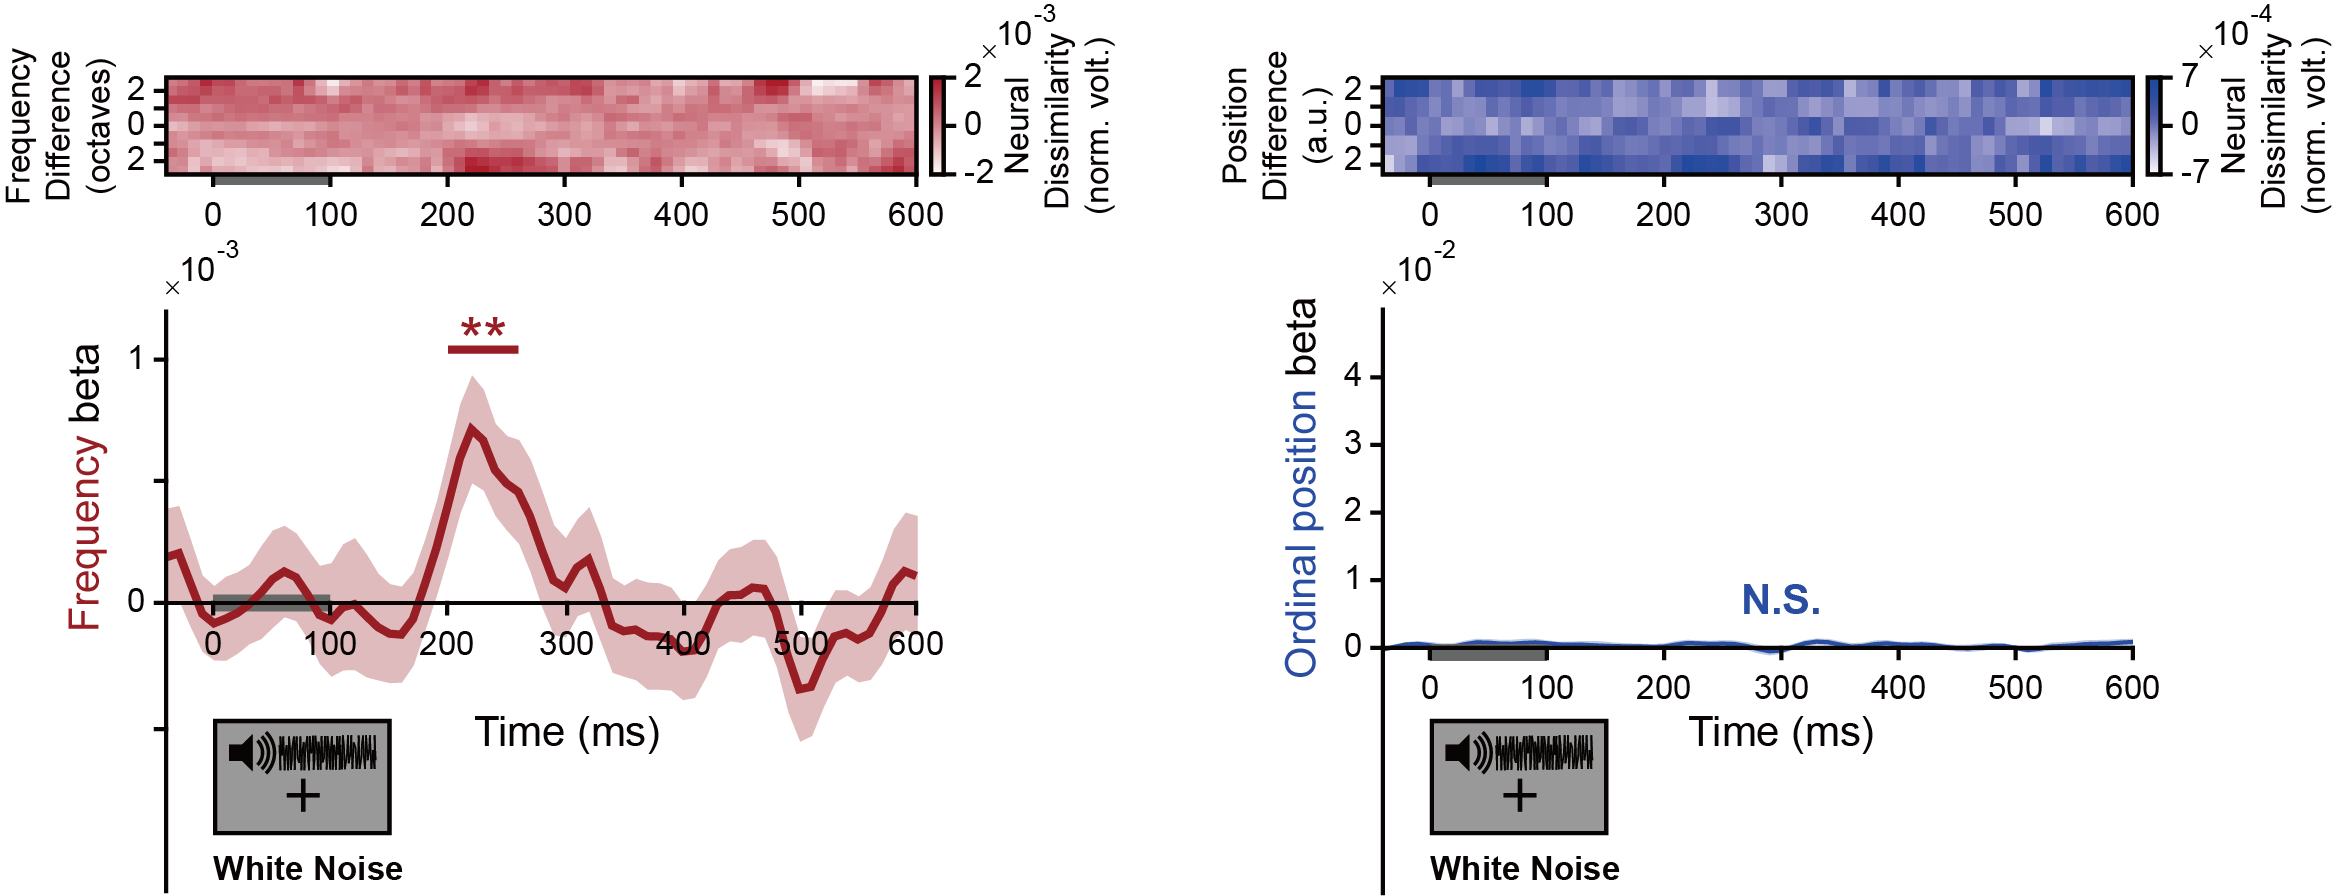 Frequency
Difference
(octaves)
2
0
2
0 100 200 300 400 500 600
×10-3
2
0
-2
Neural
Dissimilarity
(norm. volt.)
Position
Difference
(a.u.)
2
0
2
0 100 200 300 400 500 600
×10-4
7
0
-7
Neural
Dissimilarity
(norm. volt.)
×10-3
Frequency beta
1
0
**
0 100 200 300 400 500 600
Time (ms)
White Noise
×10-2
Ordinal position beta
4
3
2
1
0
N.S.
0 100 200 300 400 500 600
Time (ms)
White Noise